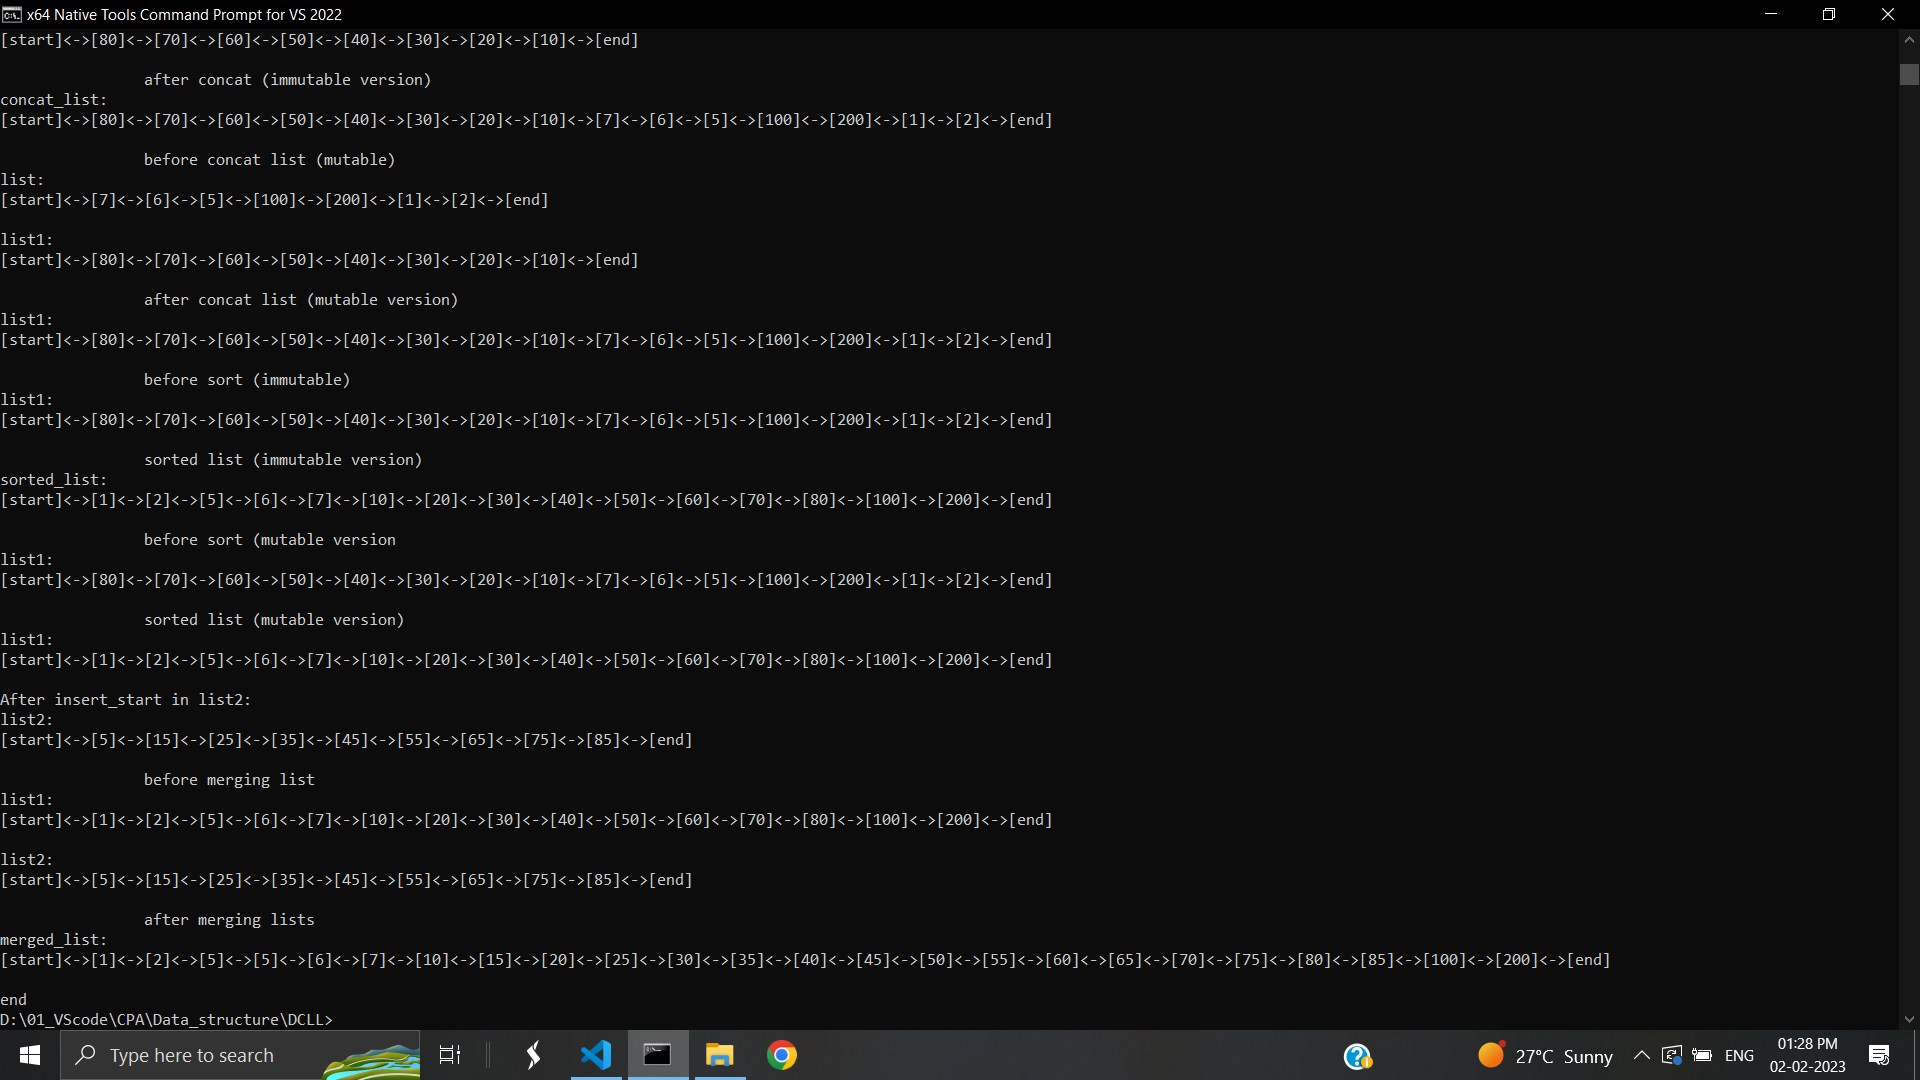 x64 Native Tools Command Prompt for VS 2022
[start]<->[80]<->[70]<->[60]<->[50]<->[40]<->[30]<->[20]<->[10]<->[end]
after concat (immutable version)
concat_list:
[start]<->[80]<->[70]<->[60]<->[50]<->[40]<->[30]<->[20]<->[10]<->[7]<->[6]<->[5]<->[100]<->[200]<->[1]<->[2]<->[end]
before concat list (mutable)
list:
[start]<->[7]<->[6]<->[5]<->[100]<->[200]<->[1]<->[2]<->[end]
list1:
[start]<->[80]<->[70]<->[60]<->[50]<->[40]<->[30]<->[20]<->[10]<->[end]
after concat list (mutable version)
list1:
[start]<->[80]<->[70]<->[60]<->[50]<->[40]<->[30]<->[20]<->[10]<->[7]<->[6]<->[5]<->[100]<->[200]<->[1]<->[2]<->[end]
before sort (immutable)
list1:
[start]<->[80]<->[70]<->[60]<->[50]<->[40]<->[30]<->[20]<->[10]<->[7]<->[6]<->[5]<->[100]<->[200]<->[1]<->[2]<->[end]
sorted list (immutable version)
sorted_list:
[start]<->[1]<->[2]<->[5]<->[6]<->[7]<->[10]<->[20]<->[30]<->[40]<->[50]<->[60]<->[70]<->[80]<->[100]<->[200]<->[end]
before sort (mutable version
list1:
[start]<->[80]<->[70]<->[60]<->[50]<->[40]<->[30]<->[20]<->[10]<->[7]<->[6]<->[5]<->[100]<->[200]<->[1]<->[2]<->[end]
sorted list (mutable version)
list1:
[start]<->[1]<->[2]<->[5]<->[6]<->[7]<->[10]<->[20]<->[30]<->[40]<->[50]<->[60]<->[70]<->[80]<->[100]<->[200]<->[end]
After insert_start in list2:
list2:
[start]<->[5]<->[15]<->[25]<->[35]<->[45]<->[55]<->[65]<->[75]<->[85]<->[end]
before merging list
list1:
[start]<->[1]<->[2]<->[5]<->[6]<->[7]<->[10]<->[20]<->[30]<->[40]<->[50]<->[60]<->[70]<->[80]<->[100]<->[200]<->[end]
list2:
[start]<->[5]<->[15]<->[25]<->[35]<->[45]<->[55]<->[65]<->[75]<->[85]<->[end]
after merging lists
merged_list:
[start]<->[1]<->[2]<->[5]<->[5]<->[6]<->[7]<->[10]<->[15]<->[20]<->[25]<->[30]<->[35]<->[40]<->[45]<->[50]<->[55]<->[60]<->[65]<->[70]<->[75]<->[80]<->[85]<->[100]<->[200]<->[end]
end
D:\01_VScode\CPA\Data_structure\DCLL>
Type here to search
27°C Sunny
ENG
01:28 PM
02-02-2023